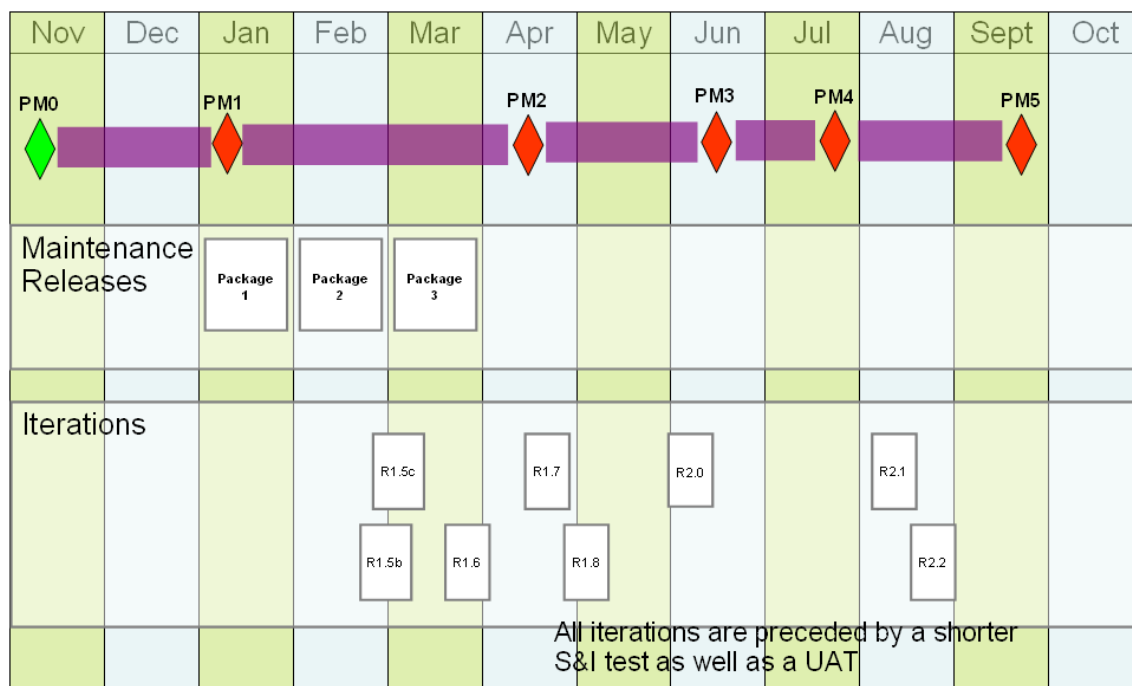 Nov Dec Jan Feb Mar Apr May Jun Jul Aug Sept Oct
PM0 PM1 PM2 PM3 PM4 PM5
Maintenance
Releases
Package
1
Package
2
Package
3
Iterations
R1.5c R1.7 R2.0 R2.1
R1.5b R1.6 R1.8 R2.2
All iterations are preceded by a shorter
S&I test as well as a UAT